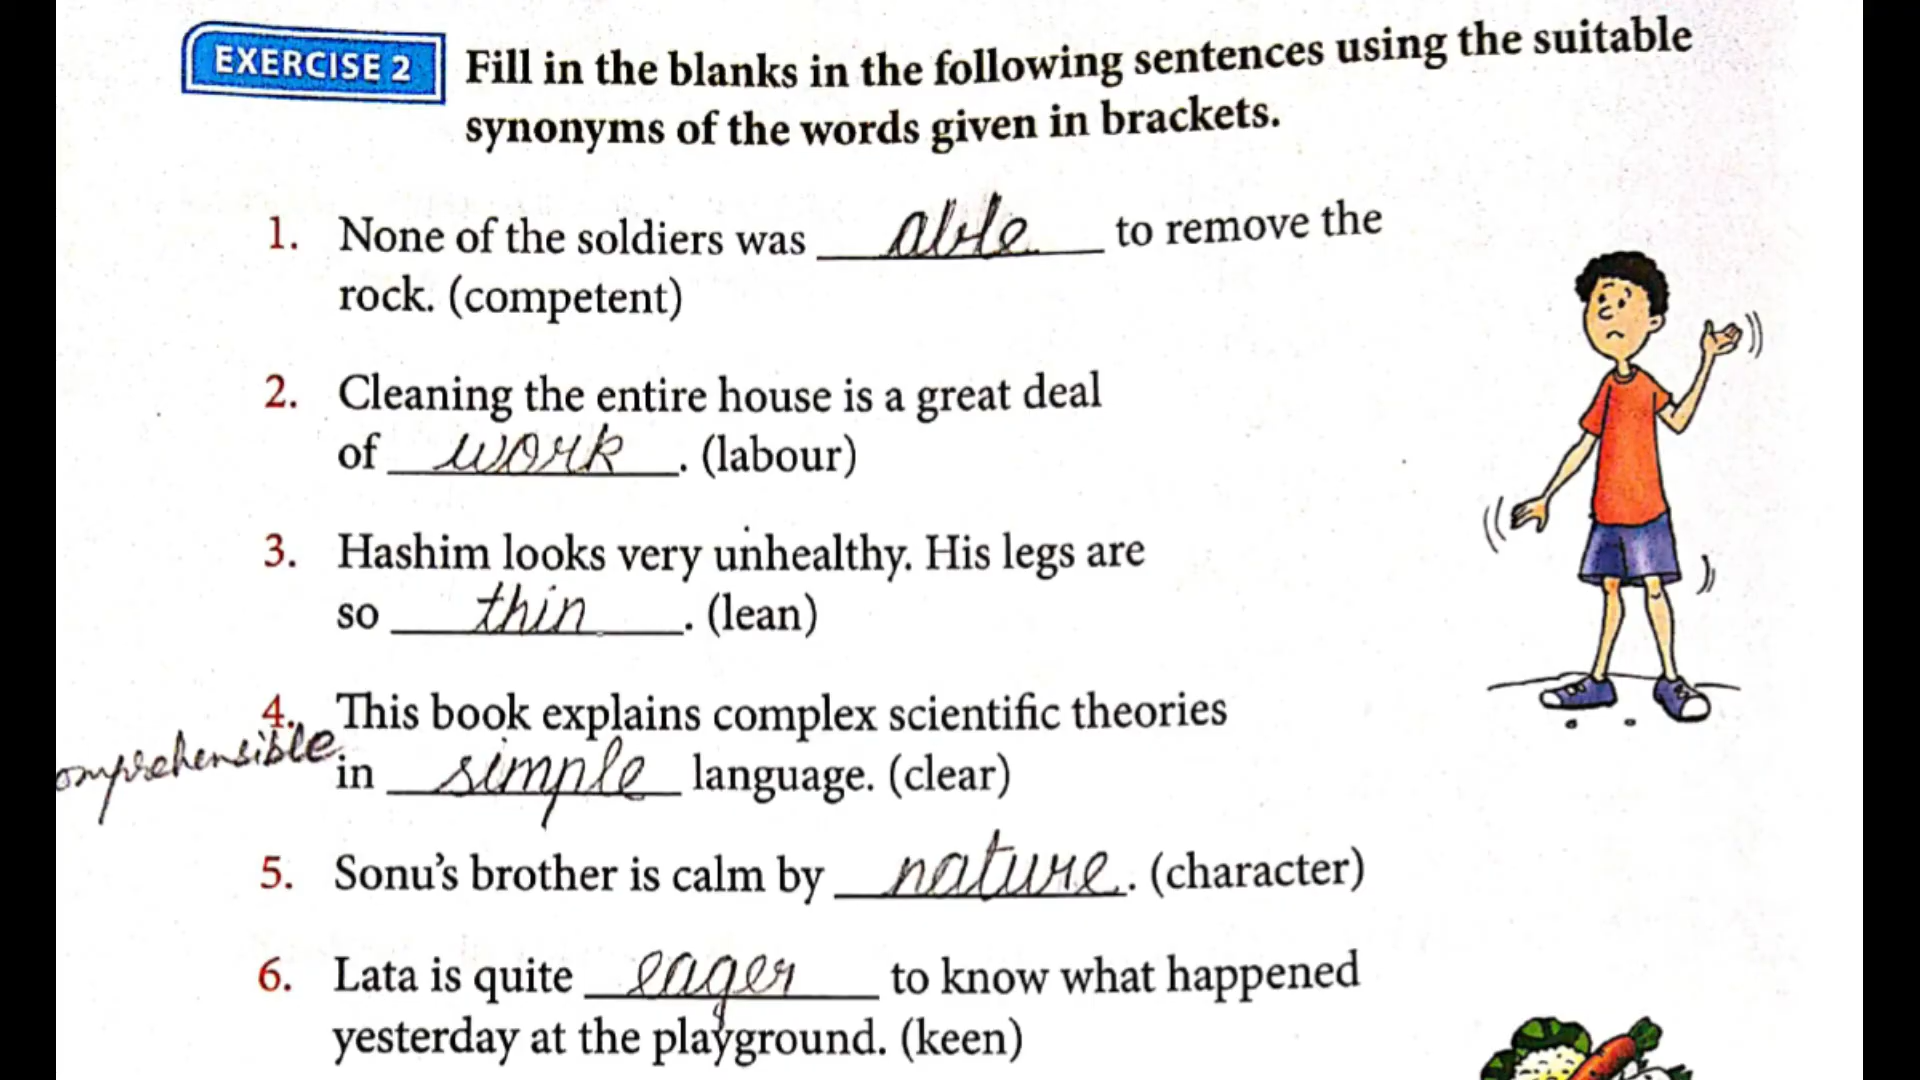 EXERCISE 2 Fill in the blanks in the following sentences using the suitable
synonyms of the words given in brackets.
1. None of the soldiers was able to remove the
rock. (competent)
2. Cleaning the entire house is a great deal
of work. (labour)
3. Hashim looks very unhealthy. His legs are
so thin. (lean)
4. This book explains complex scientific theories
omprehensible in simple language. (clear)
5. Sonu's brother is calm by nature. (character)
6. Lata is quite eager to know what happened
yesterday at the playground. (keen)